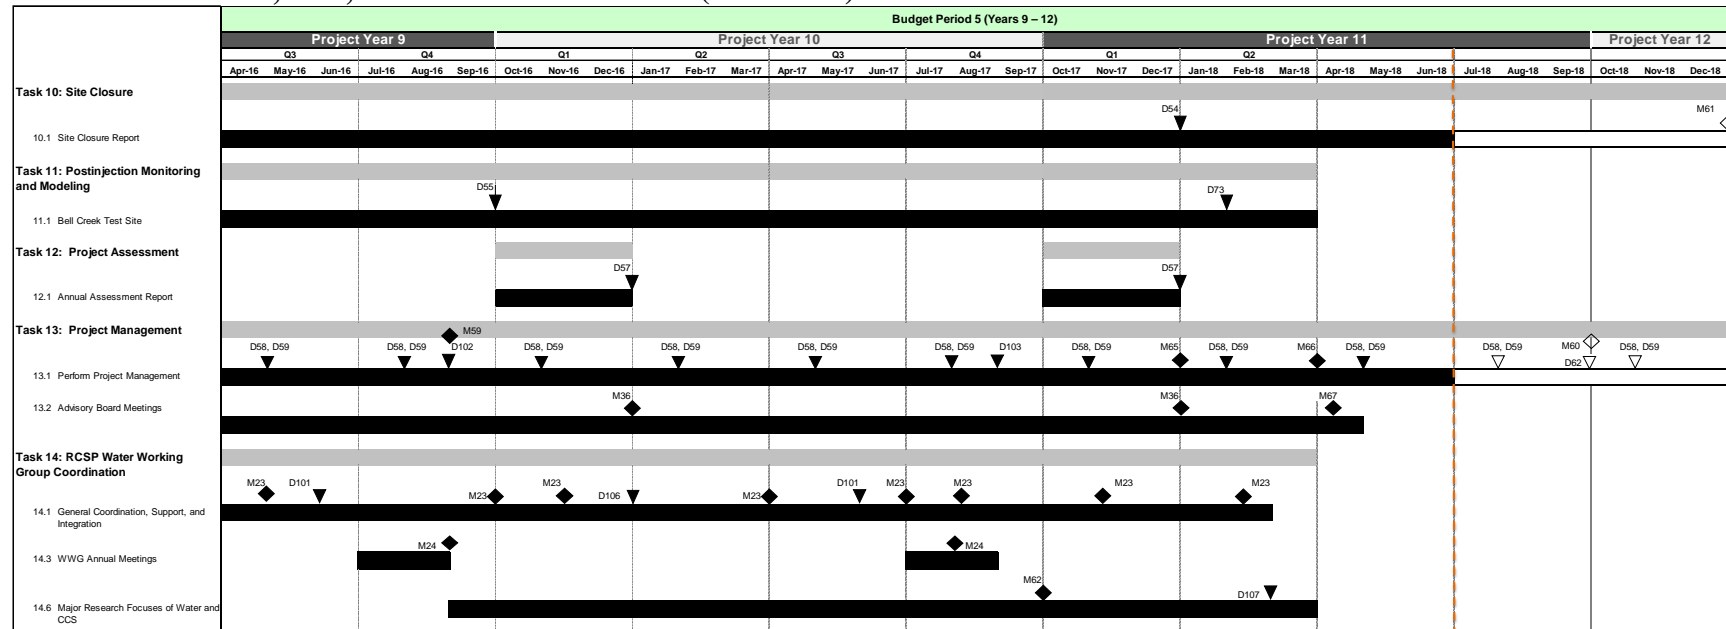 Budget Period 5 (Years 9 – 12)
Project Year 9 Project Year 10 Project Year 11 Project Year 12
Q3 Q4 Q1 Q2 Q3 Q4 Q1 Q2
Apr-16 May-16 Jun-16 Jul-16 Aug-16 Sep-16 Oct-16 Nov-16 Dec-16 Jan-17 Feb-17 Mar-17 Apr-17 May-17 Jun-17 Jul-17 Aug-17 Sep-17 Oct-17 Nov-17 Dec-17 Jan-18 Feb-18 Mar-18 Apr-18 May-18 Jun-18 Jul-18 Aug-18 Sep-18 Oct-18 Nov-18 Dec-18
Task 10: Site Closure
D54 M61
10.1 Site Closure Report
Task 11: Postinjection Monitoring
and Modeling
D55 D73
11.1 Bell Creek Test Site
Task 12: Project Assessment
D57 D57
12.1 Annual Assessment Report
Task 13: Project Management
M59
D58, D59 D58, D59 D102 D58, D59 D58, D59 D58, D59 D58, D59 D103 D58, D59 M65 D58, D59 M66 D58, D59 D58, D59 M60 D58, D59
D62
13.1 Perform Project Management
M36 M36 M67
13.2 Advisory Board Meetings
Task 14: RCSP Water Working
Group Coordination
M23 D101 M23 M23 D106 M23 D101 M23 M23 M23 M23
14.1 General Coordination, Support, and
Integration
M24 M24
14.3 WWG Annual Meetings
M62 D107
14.6 Major Research Focuses of Water and
CCS